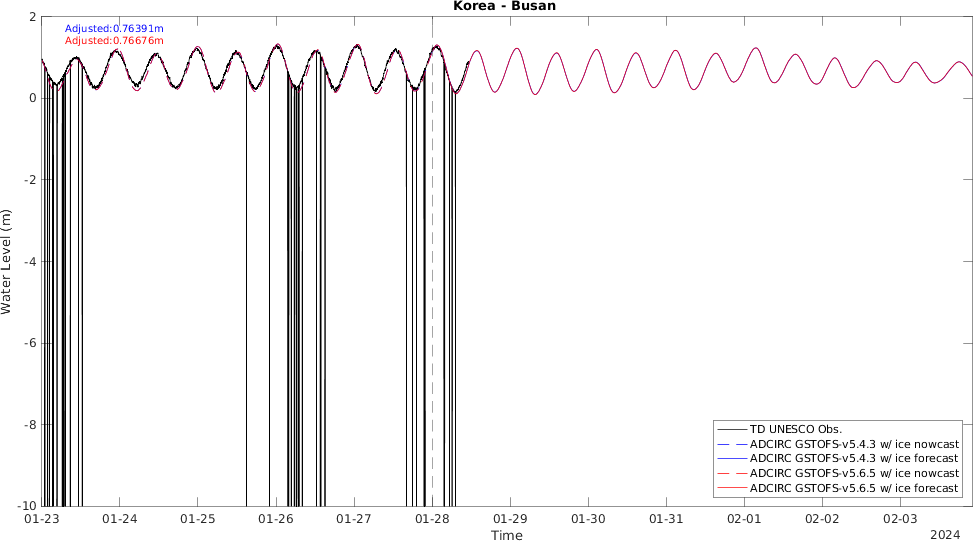 Korea - Busan
Adjusted:0.76391m
Adjusted:0.76676m
2
0
-2
-4
-6
-8
-10
Water Level (m)
01-23 01-24 01-25 01-26 01-27 01-28 01-29 01-30 01-31 02-01 02-02 02-03
Time
2024
TD UNESCO Obs.
ADCIRC GSTOFS-v5.4.3 w/ ice nowcast
ADCIRC GSTOFS-v5.4.3 w/ ice forecast
ADCIRC GSTOFS-v5.6.5 w/ ice nowcast
ADCIRC GSTOFS-v5.6.5 w/ ice forecast